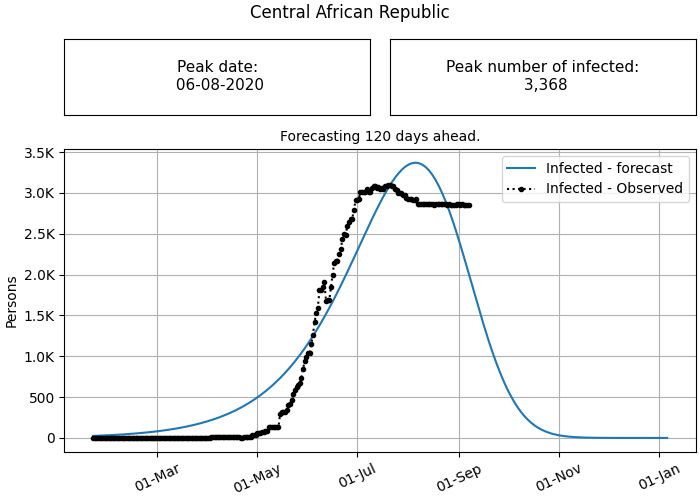 Central African Republic
Peak date:
06-08-2020
Peak number of infected:
3,368
Forecasting 120 days ahead.
3.5K
3.0K
2.5K
2.0K
1.5K
1.0K
500
0
Persons
Infected - forecast
Infected - Observed
01-Mar
01-May
01-Jul
01-Sep
01-Nov
01-Jan